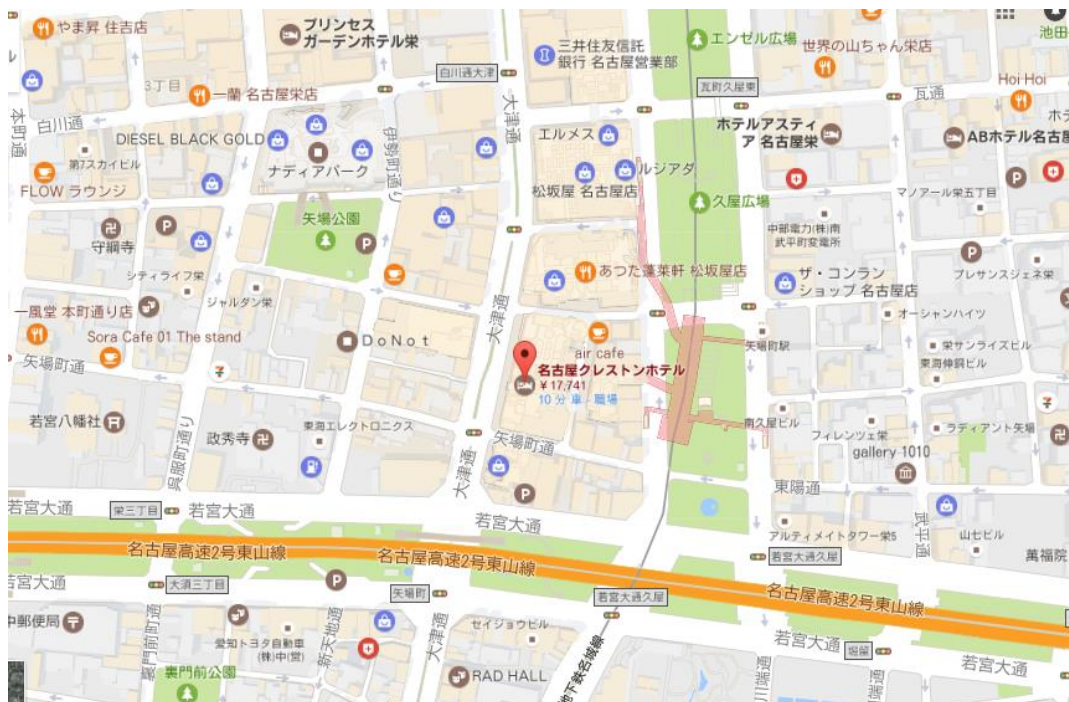 やま昇 住吉店
プリンセス
ガーデンホテル栄
三井住友信託
銀行 名古屋営業部
エンゼル広場
世界の山ちゃん栄店
池田
3丁目
一蘭 名古屋栄店
白川通大津
大津通
瓦町久屋東
Hoi Hoi
瓦通
本町通
白川通
DIESEL BLACK GOLD
伊勢町通り
エルメス
ホテルアスティ
ア 名古屋栄
ABホテル名古屋
ホテ
第7スカイビル
ナディアパーク
ルジアダ
FLOW ラウンジ
松坂屋 名古屋店
久屋広場
マノアール栄五丁目
P
矢場公園
守綱寺
P
P
中部電力(株)南
武平町変電所
P
シティライフ栄
あつた蓬莱軒 松坂屋店
ザ・コンラン
ショップ 名古屋店
プレサンスジェネ栄
一風堂 本町通り店
ジャルダン栄
大津通
オーシャンハイツ
Sora Cafe 01 The stand
DoNot
air cafe
矢場町駅
栄サンライズビル
矢場町通
7
名古屋クレストンホテル
¥17,741
10 分 車 - 職場
東海伸銅ビル
7
若宮八幡社
呉服町通り
政秀寺
東海エレクトロニクス
矢場町通
南久屋ビル
フィレンツェ栄
ラディアント矢場
gallery 1010
大津通
P
東陽通
若宮大通
栄三丁目
若宮大通
アルティメイトタワー栄5
武平通
山七ビル
萬福院
名古屋高速2号東山線
名古屋高速2号東山線
若宮大通久屋
若宮大通
大須三丁目
P
矢場町
若宮大通久屋
名古屋高速2号東山線
中郵便局
裏門前町通
愛知トヨタ自動車
(株)中(営)
新天地通
大津通
セイショウビル
地下鉄名城線
若宮大通
堀留
若宮大通
裏門前公園
RAD HALL
川端通
端通